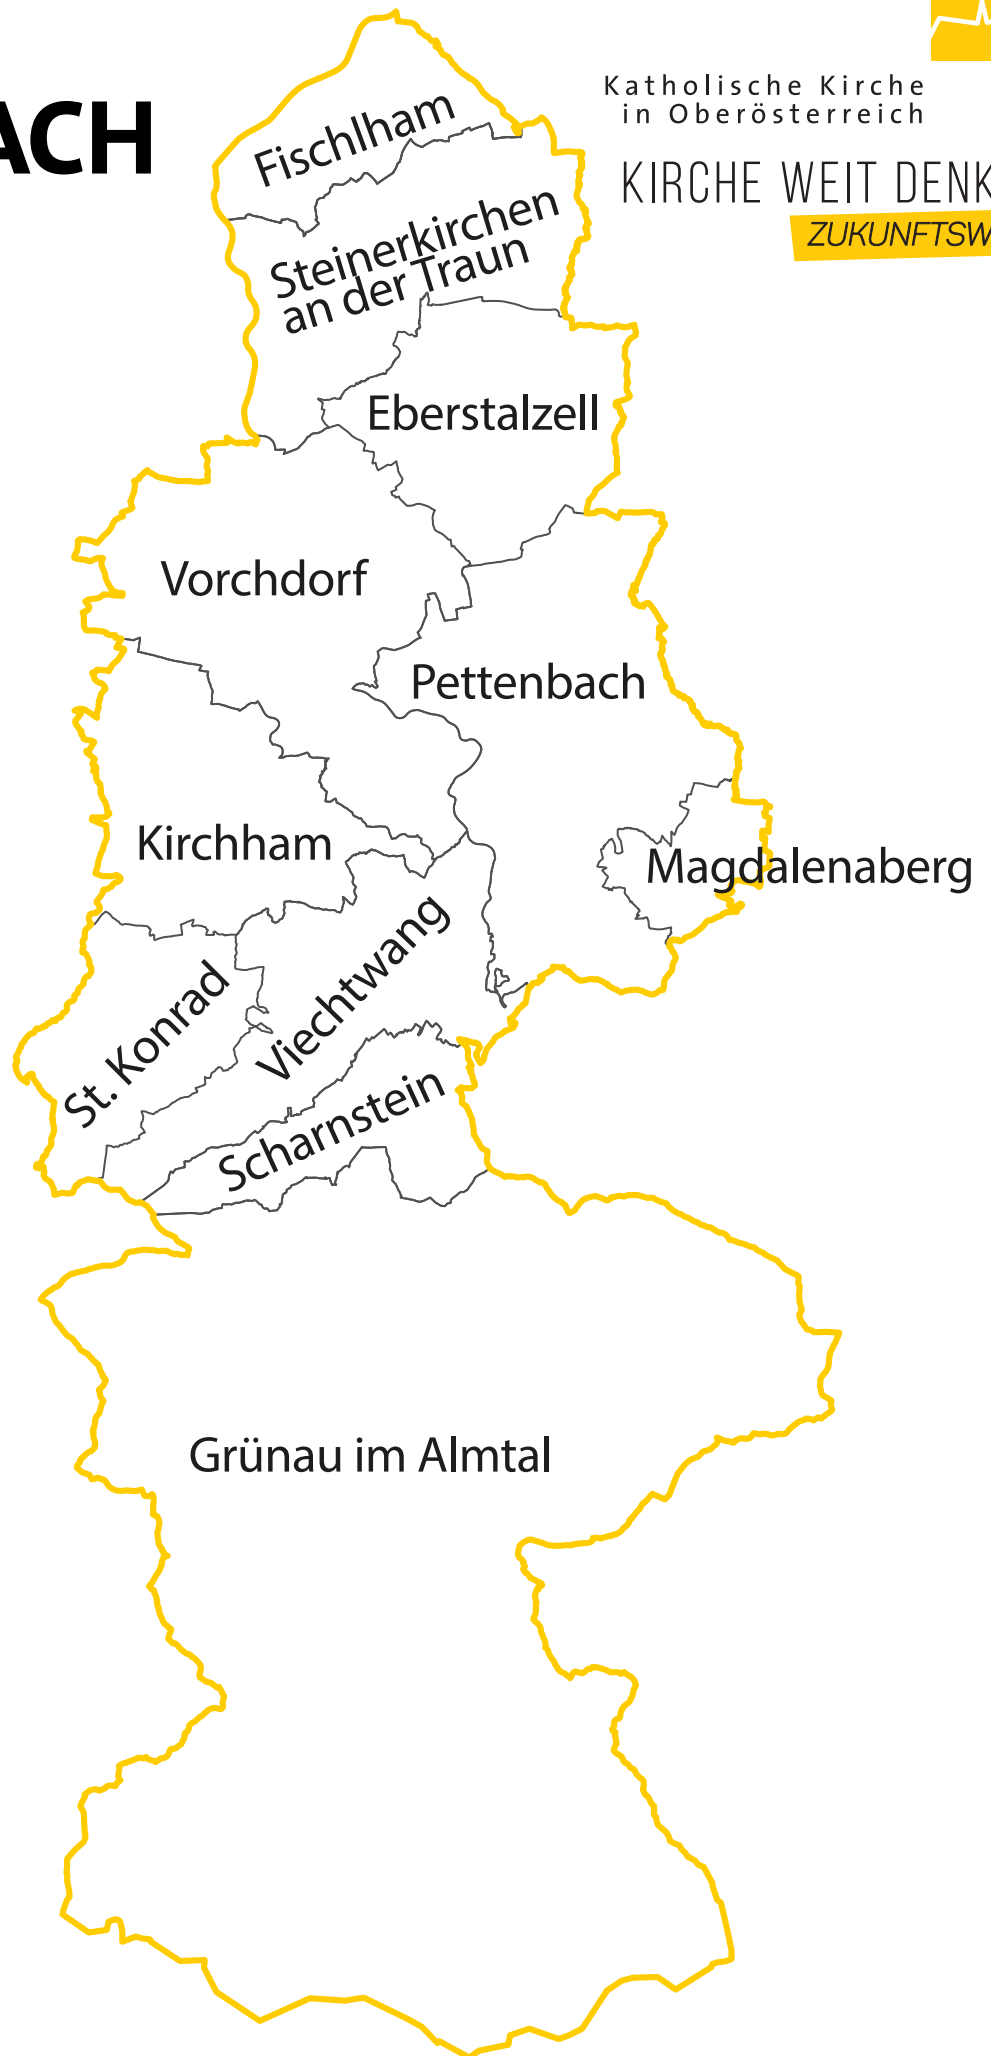 ACH
Katholische Kirche
in Oberösterreich
KIRCHE WEIT DENK
ZUKUNFTSW
Fischlham
Steinerkirchen
an der Traun
Eberstalzell
Vorchdorf
Pettenbach
Kirchham
Magdalenaberg
St. Konrad
Viechtwang
Scharnstein
Grünau im Almtal